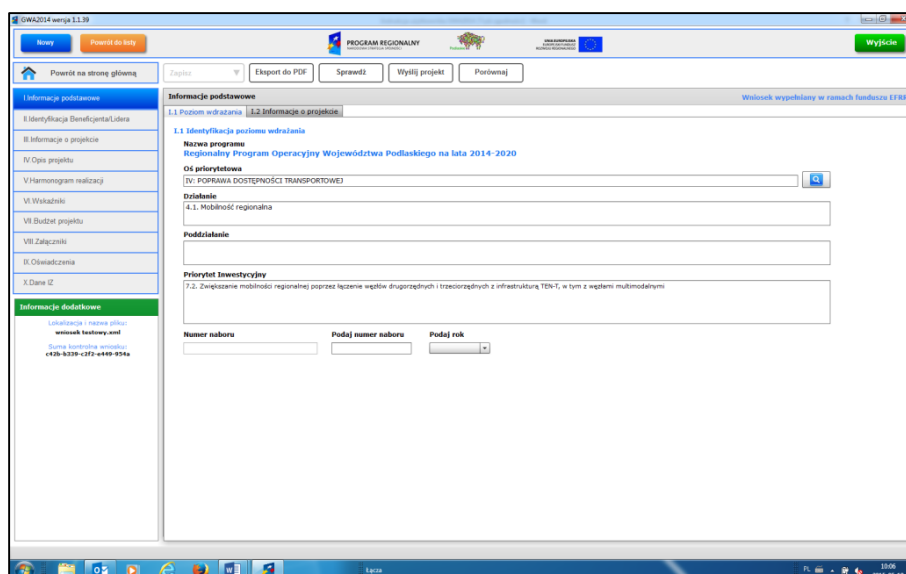 GWA2014 wersja 1.1.39
Nowy
Powrót do listy
PROGRAM REGIONALNY
NARODOWA STRATEGIA SPÓJNOŚCI
UNIA EUROPEJSKA
Wyjście
Powrót na stronę główną
Zapisz
Eksport do PDF
Sprawdź
Wyślij projekt
Porównaj
I.Informacje podstawowe
II.Identyfikacja Beneficjenta/Lidera
III.Informacje o projekcie
IV.Opis projektu
V.Harmonogram realizacji
VI.Wskaźniki
VII.Budżet projektu
VIII.Załączniki
IX.Oświadczenia
X.Dane IZ
Informacje dodatkowe
Lokalizacja i nazwa pliku:
wniosek testowy.xml
Suma kontrolna wniosku:
c42b-b339-c2f2-e449-954a
Informacje podstawowe
Wniosek wypełniany w ramach funduszu EFRR
I.1 Poziom wdrażania
I.2 Informacje o projekcie
I.1 Identyfikacja poziomu wdrażania
Nazwa programu
Regionalny Program Operacyjny Województwa Podlaskiego na lata 2014-2020
Oś priorytetowa
IV: POPRAWA DOSTĘPNOŚCI TRANSPORTOWEJ
Działanie
4.1. Mobilność regionalna
Poddziałanie
Priorytet Inwestycyjny
7.2. Zwiększanie mobilności regionalnej poprzez łączenie węzłów drugorzędnych i trzeciorzędnych z infrastrukturą TEN-T, w tym z węzłami multimodalnymi
Numer naboru
Podaj numer naboru
Podaj rok
Łącza
PL
10:06